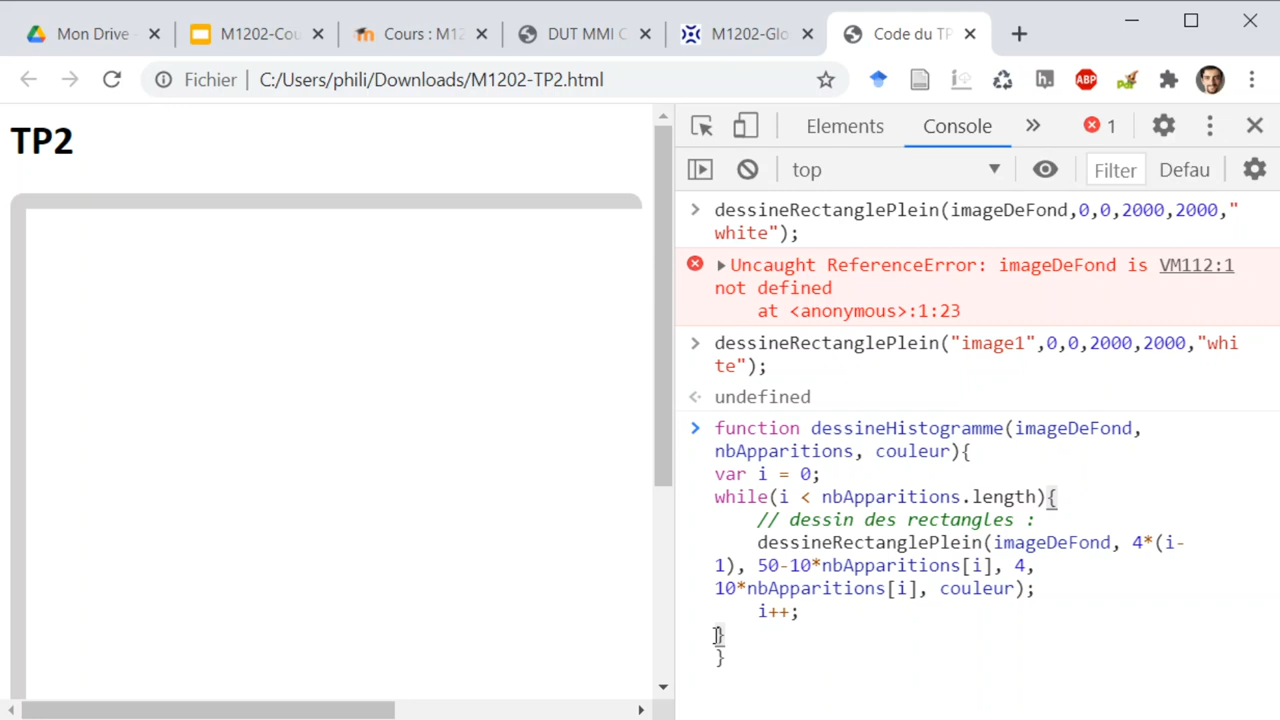 Mon Drive -
M1202-Cou
Cours : M12
DUT MMI C
M1202-Glo
Code du TP
Fichier | C:/Users/phili/Downloads/M1202-TP2.html
h.
ABP
TP2
Elements
Console
1
top
Filter
Defau
dessineRectanglePlein(imageDeFond,0,0,2000,2000,"
white");
Uncaught ReferenceError: imageDeFond is VM112:1
not defined
at <anonymous>:1:23
dessineRectanglePlein("image1",0,0,2000,2000,"whi
te");
undefined
function dessineHistogramme(imageDeFond,
nbApparitions, couleur){
var i = 0;
while(i < nbApparitions.length){
// dessin des rectangles :
dessineRectanglePlein(imageDeFond, 4*(i-
1), 50-10*nbApparitions[i], 4,
10*nbApparitions[i], couleur);
i++;
}
}